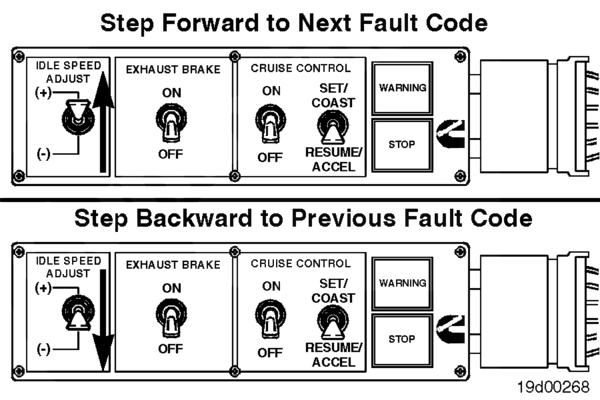 Step Forward to Next Fault Code
IDLE SPEED
ADJUST
(+)
(-)
EXHAUST BRAKE
ON
OFF
CRUISE CONTROL
ON
OFF
SET/
COAST
RESUME/
ACCEL
WARNING
STOP
Step Backward to Previous Fault Code
IDLE SPEED
ADJUST
(+)
(-)
EXHAUST BRAKE
ON
OFF
CRUISE CONTROL
ON
OFF
SET/
COAST
RESUME/
ACCEL
WARNING
STOP
19d00268